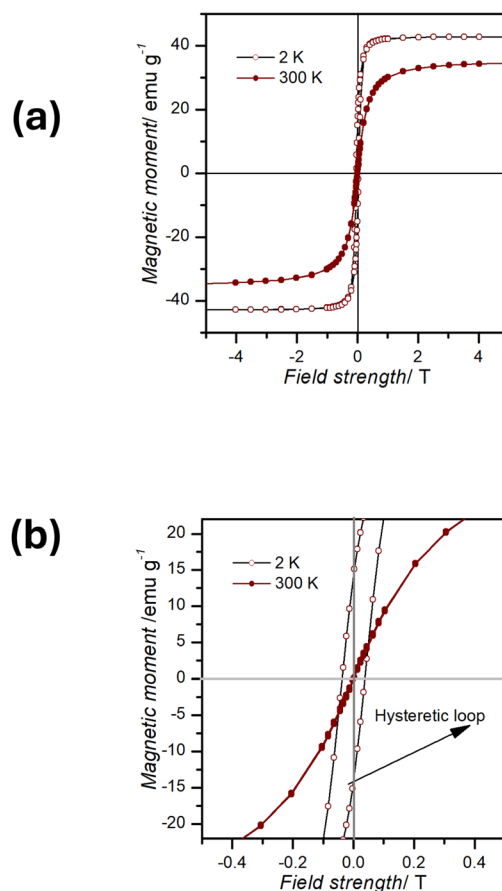 (a)
Magnetic moment/ emu g⁻¹
40
20
0
-20
-40
2 K
300 K
-4 -2 0 2 4
Field strength/ T
(b)
Magnetic moment /emu g⁻¹
20
15
10
5
0
-5
-10
-15
-20
2 K
300 K
Hysteretic loop
-0.4 -0.2 0.0 0.2 0.4
Field strength/ T